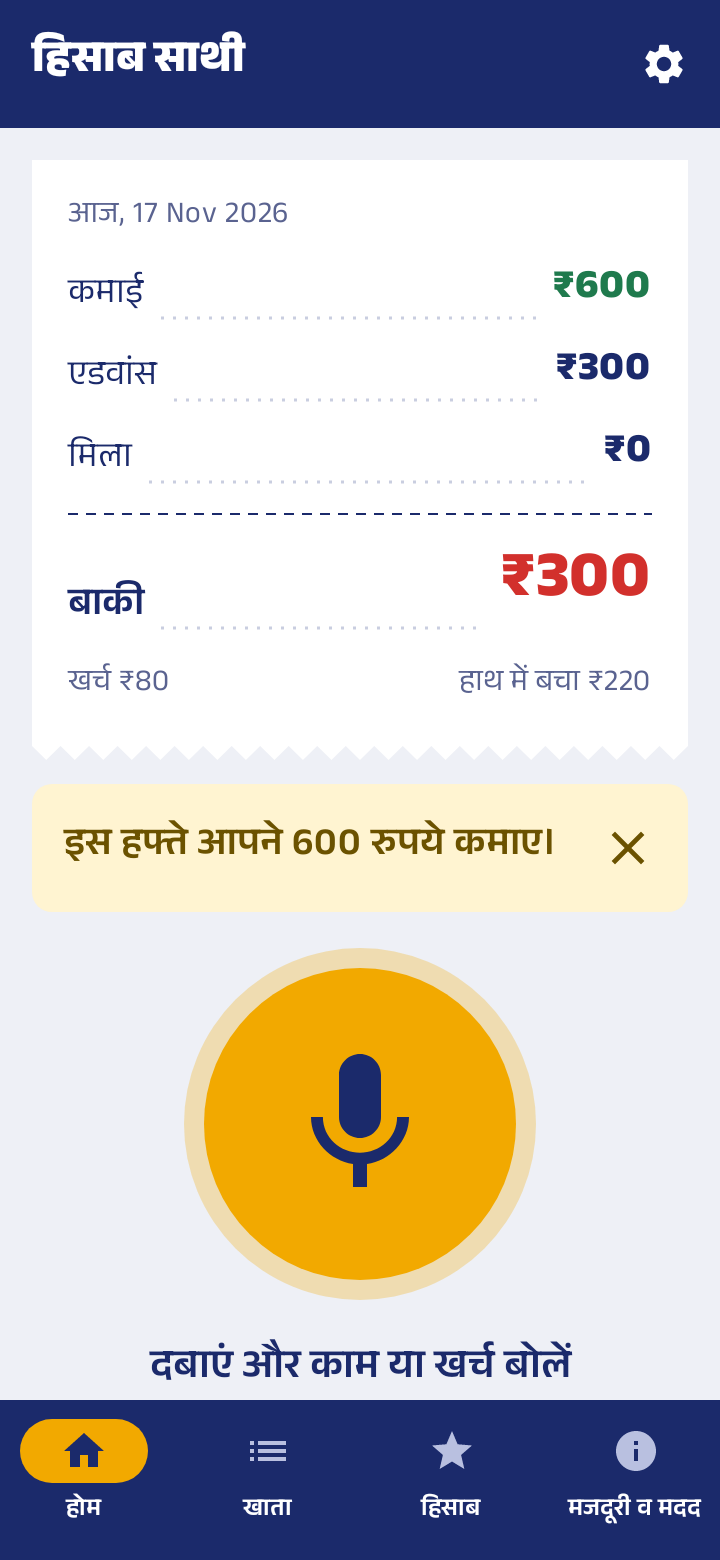 हिसाब साथी
आज, 17 Nov 2026
कमाई ₹600
एडवांस ₹300
मिला ₹0
बाकी ₹300
खर्च ₹80 हाथ में बचा ₹220
इस हफ्ते आपने 600 रुपये कमाए।
दबाएं और काम या खर्च बोलें
होम खाता हिसाब मजदूरी व मदद